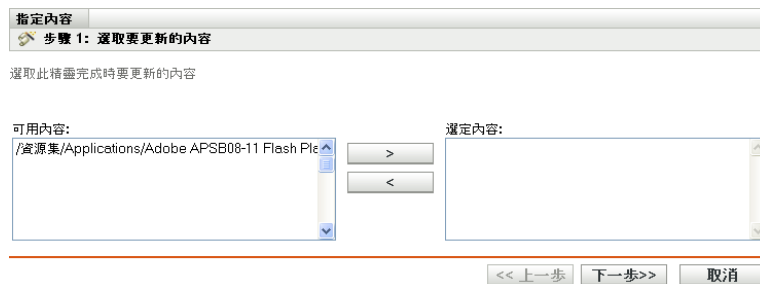 指定內容
步驟 1: 選取要更新的內容
選取此精靈完成時要更新的內容
可用內容:
選定內容:
/資源集/Applications/Adobe APSB08-11 Flash Pla
>
<
<< 上一步
下一步>>
取消